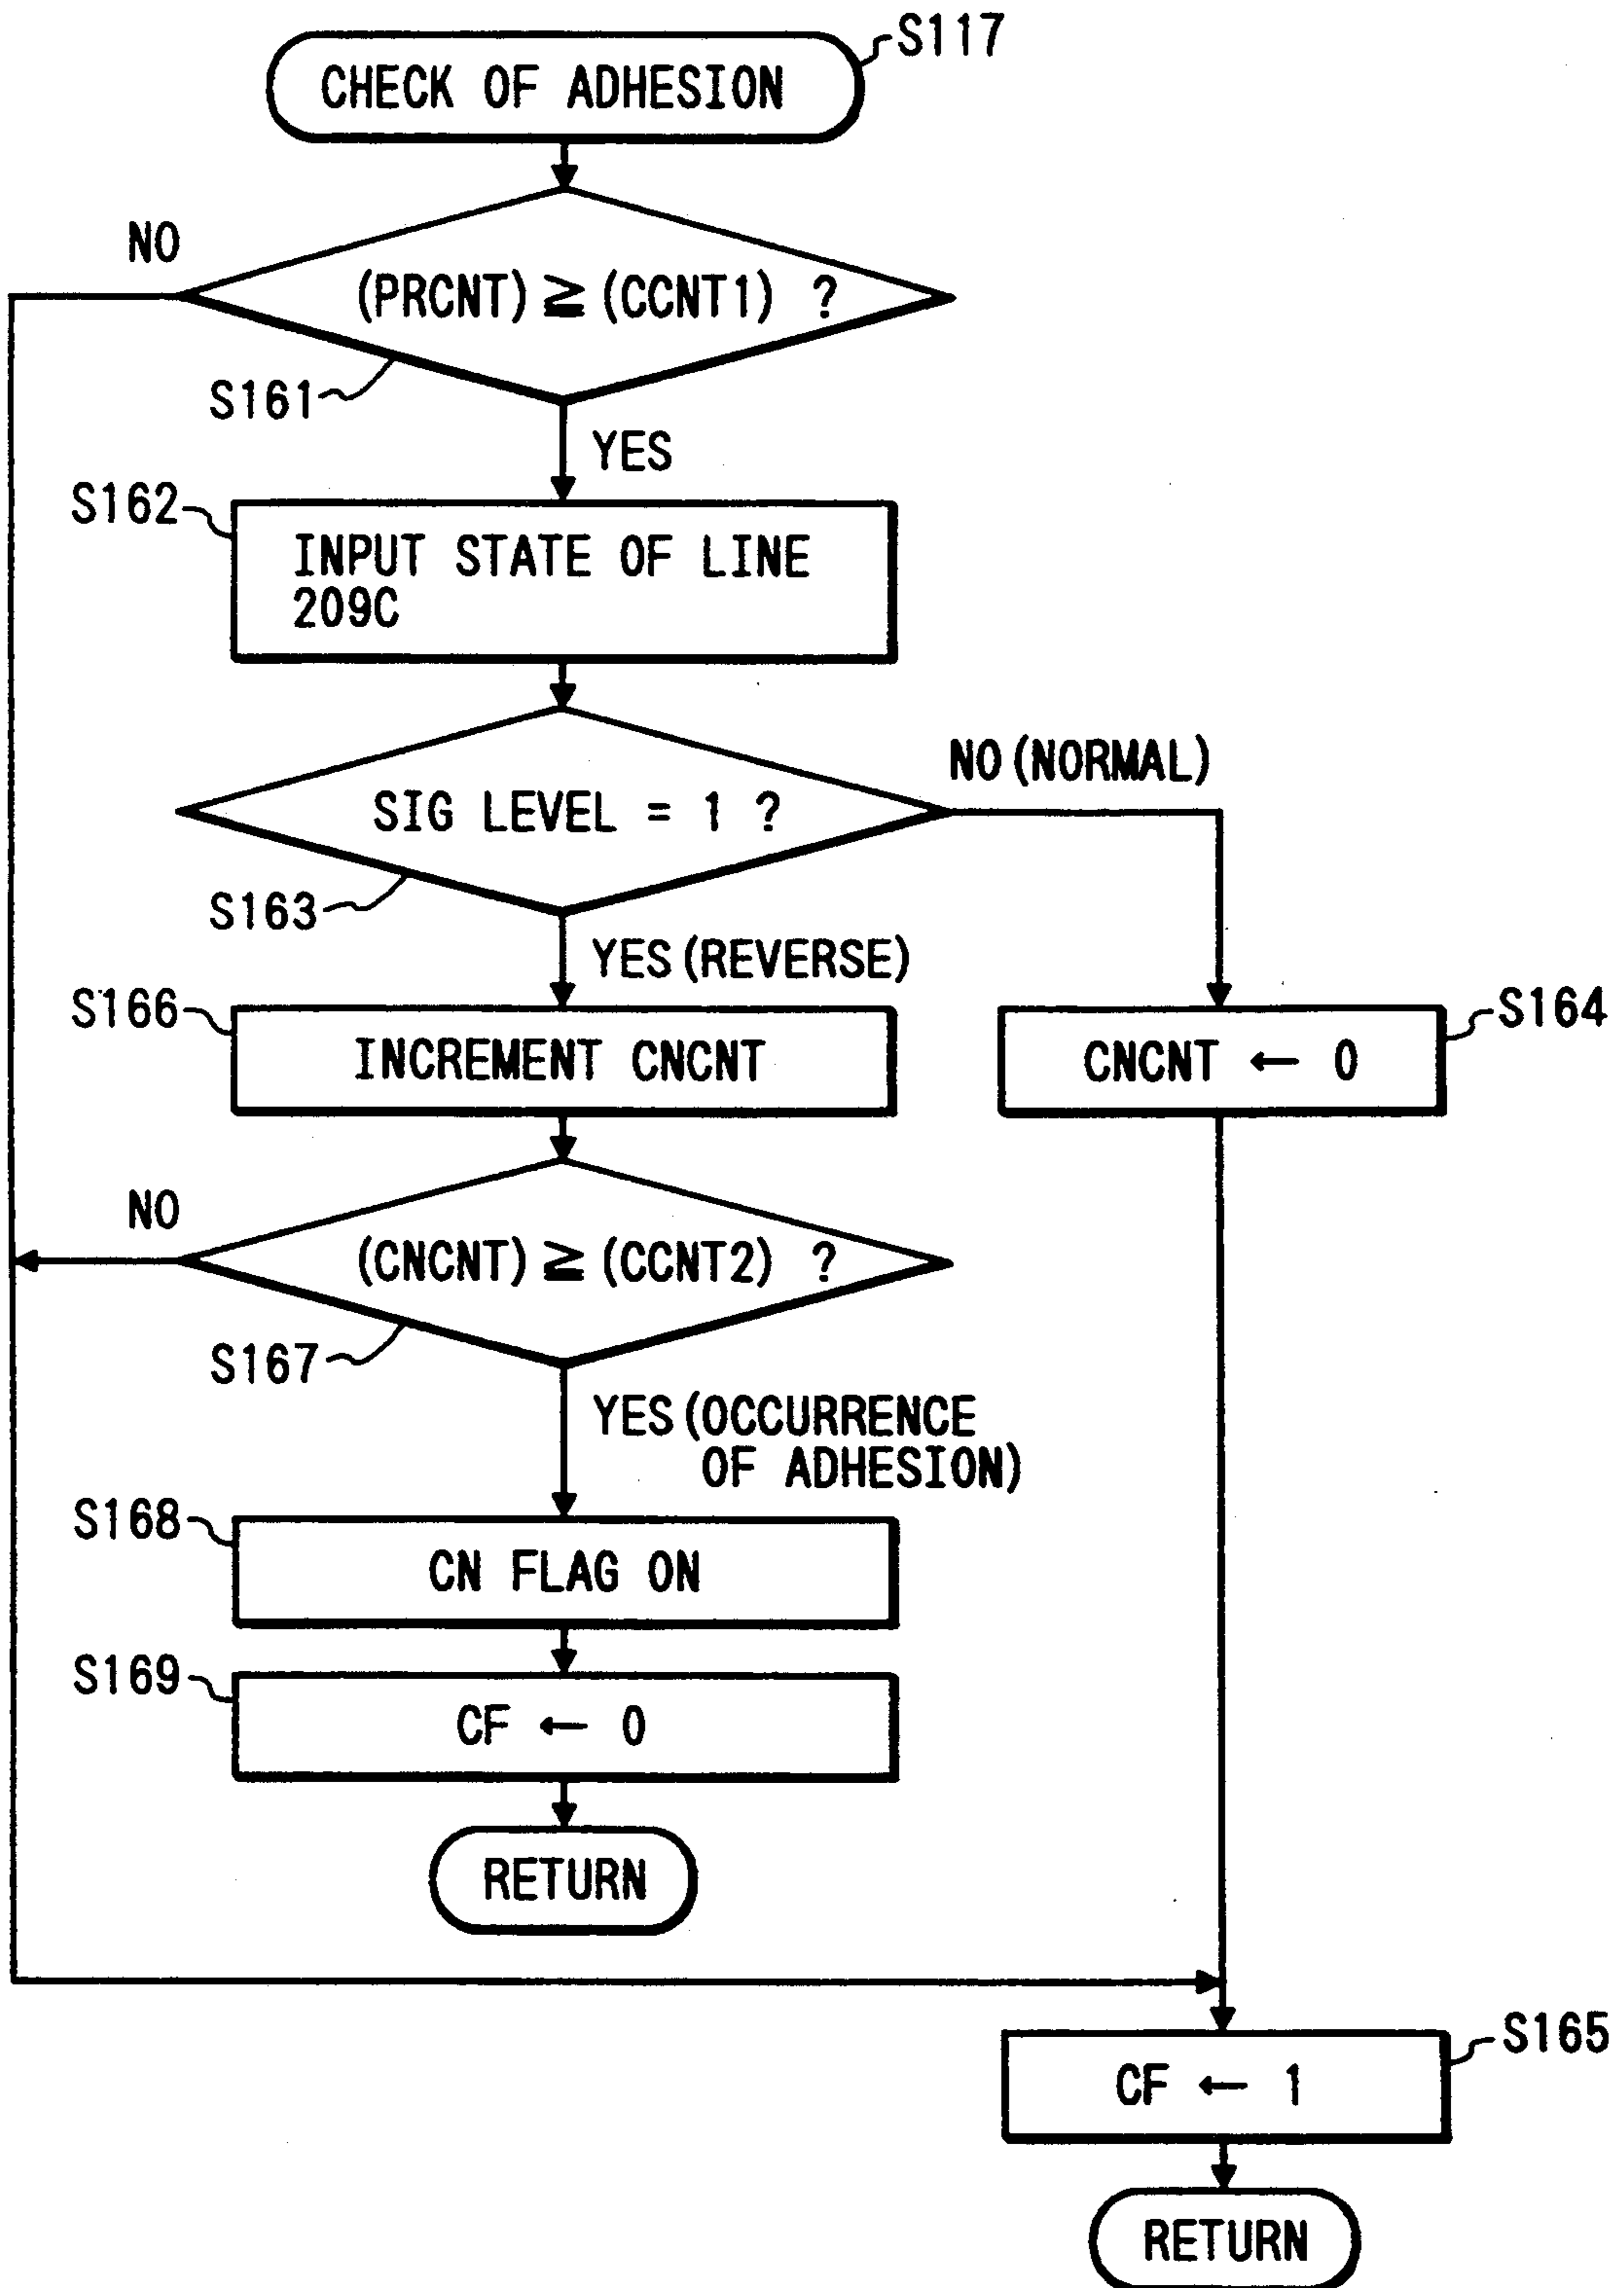 CHECK OF ADHESION
S117
NO
(PRCNT) ≧ (CCNT1) ?
S161
YES
S162
INPUT STATE OF LINE
209C
SIG LEVEL = 1 ?
NO (NORMAL)
S163
YES (REVERSE)
S166
INCREMENT CNCNT
S164
CNCNT ← 0
NO
(CNCNT) ≧ (CCNT2) ?
S167
YES (OCCURRENCE
OF ADHESION)
S168
CN FLAG ON
S169
CF ← 0
RETURN
S165
CF ← 1
RETURN